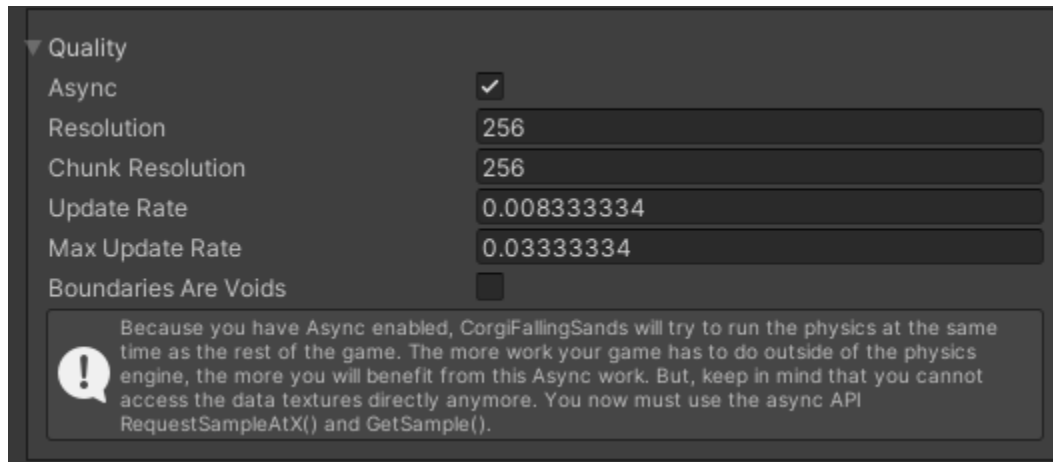 Quality
Async
Resolution 256
Chunk Resolution 256
Update Rate 0.008333334
Max Update Rate 0.03333334
Boundaries Are Voids
Because you have Async enabled, CorgiFallingSands will try to run the physics at the same
time as the rest of the game. The more work your game has to do outside of the physics
engine, the more you will benefit from this Async work. But, keep in mind that you cannot
access the data textures directly anymore. You now must use the async API
RequestSampleAtX() and GetSample().